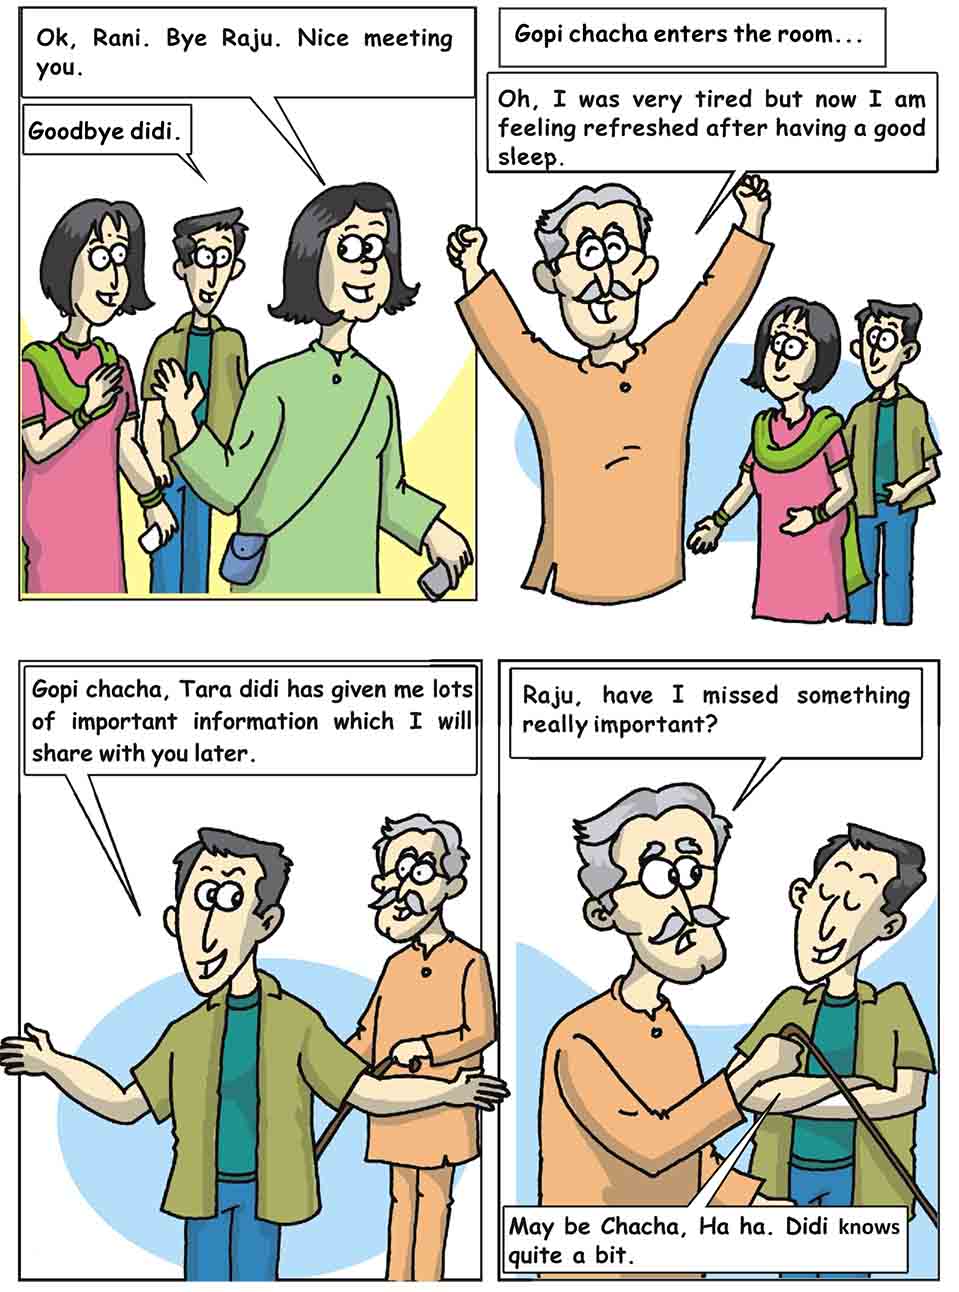 Ok, Rani. Bye Raju. Nice meeting
you.
Goodbye didi.
Gopi chacha enters the room...
Oh, I was very tired but now I am
feeling refreshed after having a good
sleep.
Gopi chacha, Tara didi has given me lots
of important information which I will
share with you later.
Raju, have I missed something
really important?
May be Chacha, Ha ha. Didi knows
quite a bit.